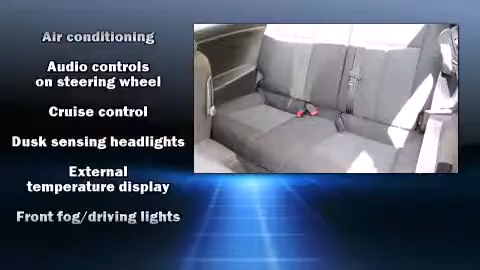 Air conditioning
Audio controls
on steering wheel
Cruise control
Dusk sensing headlights
External
temperature display
Front fog/driving lights